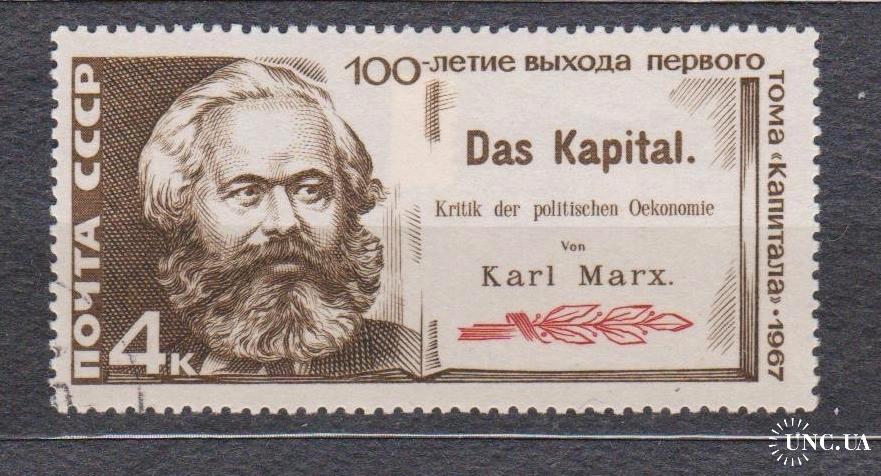 ПОЧТА СССР
4к
100-летие выхода первого
тома «Капитала»•1967
Das Kapital.
Kritik der politischen Oekonomie
Von
Karl Marx.
UNC.UA